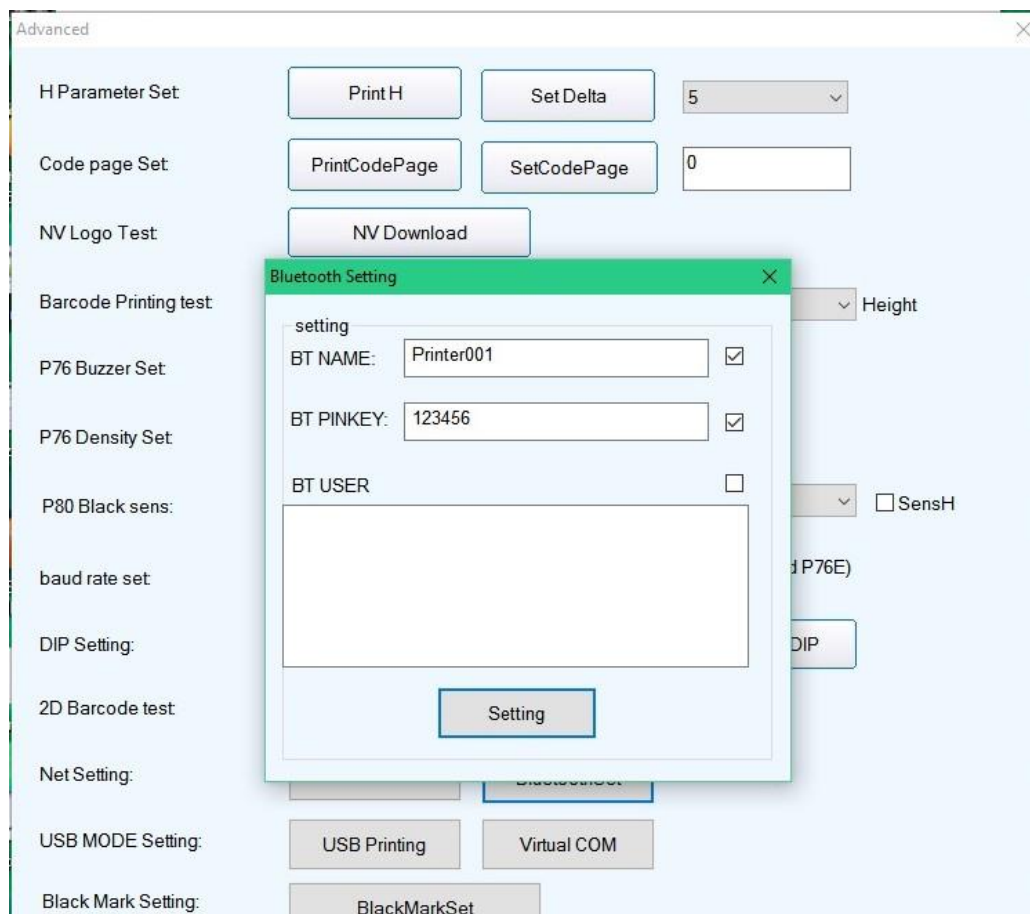 Advanced
H Parameter Set Print H Set Delta 5
Code page Set PrintCodePage SetCodePage 0
NV Logo Test NV Download
Bluetooth Setting
Barcode Printing test Height
setting
BT NAME: Printer001
P76 Buzzer Set
BT PINKEY: 123456
P76 Density Set
BT USER
P80 Black sens: SensH
baud rate set P76E)
DIP Setting: DIP
2D Barcode test Setting
Net Setting: BluetoothSet
USB MODE Setting: USB Printing Virtual COM
Black Mark Setting: BlackMarkSet